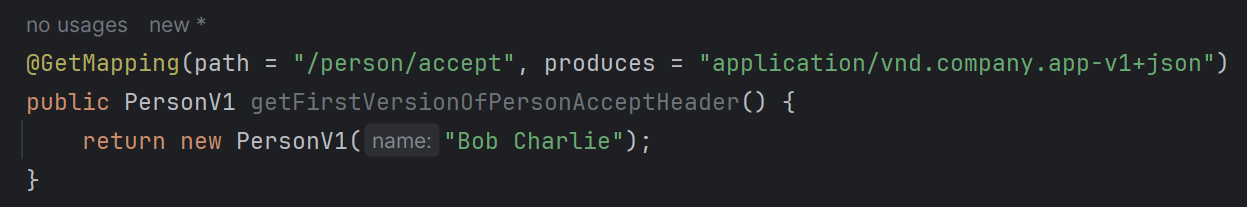 no usages   new *
@GetMapping(path = "/person/accept", produces = "application/vnd.company.app-v1+json")
public PersonV1 getFirstVersionOfPersonAcceptHeader() {
    return new PersonV1( name: "Bob Charlie");
}